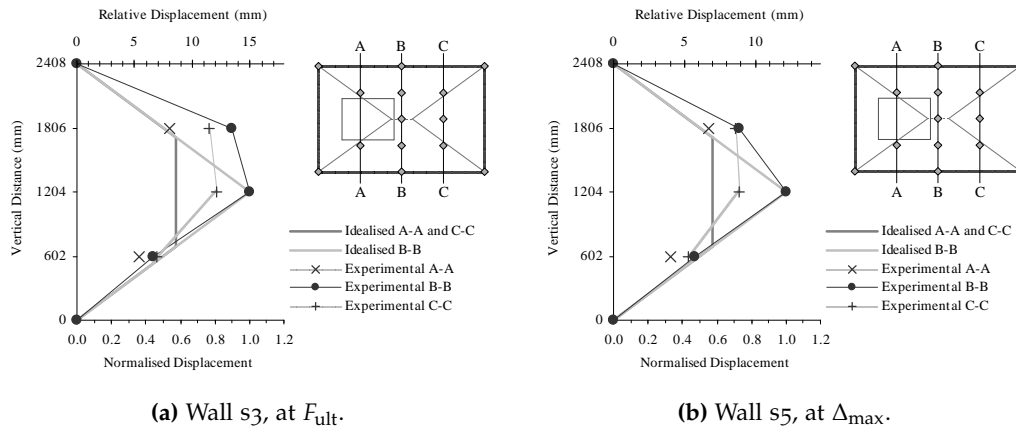 Relative Displacement (mm)
0 5 10 15
2408
1806
1204
602
0
Vertical Distance (mm)
0.0 0.2 0.4 0.6 0.8 1.0 1.2
Normalised Displacement
A B C
A B C
Idealised A-A and C-C
Idealised B-B
Experimental A-A
Experimental B-B
Experimental C-C
(a) Wall s3, at Fult.
Relative Displacement (mm)
0 5 10
2408
1806
1204
602
0
Vertical Distance (mm)
0.0 0.2 0.4 0.6 0.8 1.0 1.2
Normalised Displacement
A B C
A B C
Idealised A-A and C-C
Idealised B-B
Experimental A-A
Experimental B-B
Experimental C-C
(b) Wall s5, at Δmax.